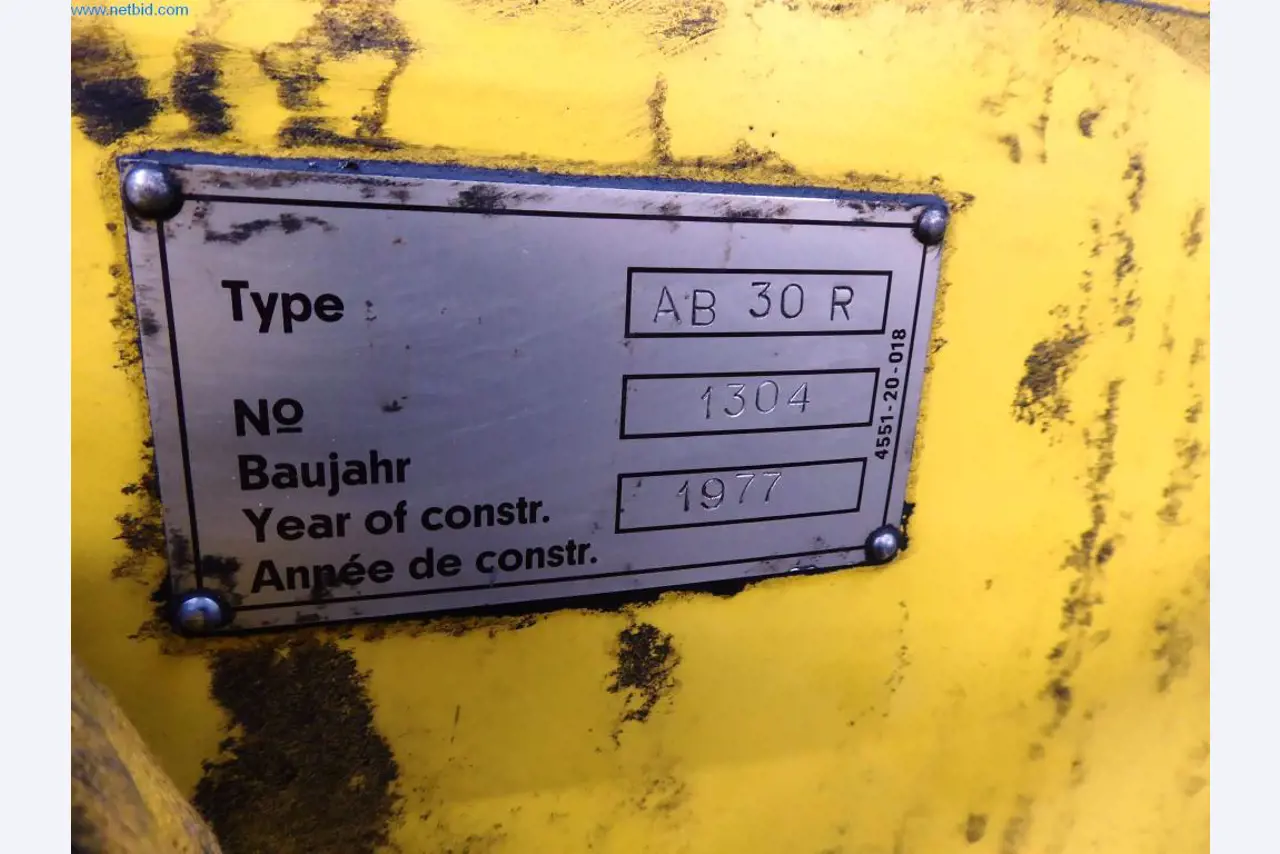 www.netbid.com
Type AB 30 R
Nº 1304
Baujahr
Year of constr. 1977
Année de constr.
4551-20-018